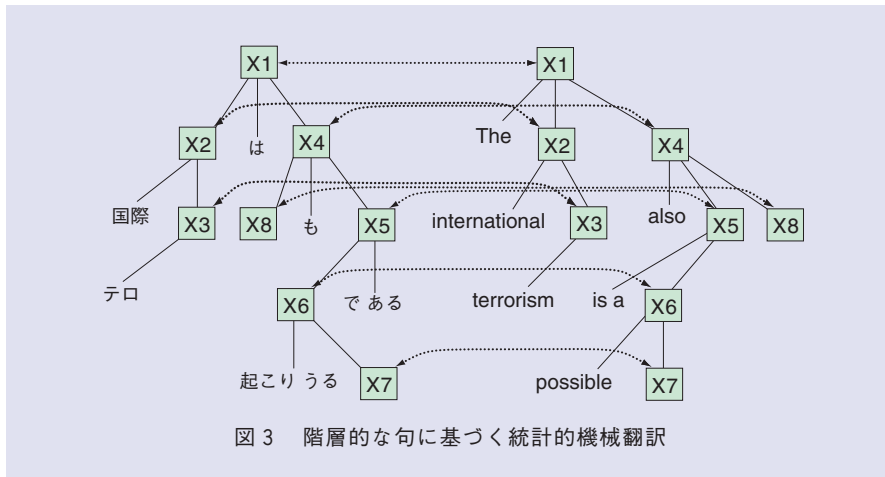 X1 X1
X2 は X4 The X2 X4
国際 X3 X8 も X5 international X3 also X5 X8
テロ X6 で ある terrorism is a X6
起こり うる X7 possible X7
図 3 階層的な句に基づく統計的機械翻訳